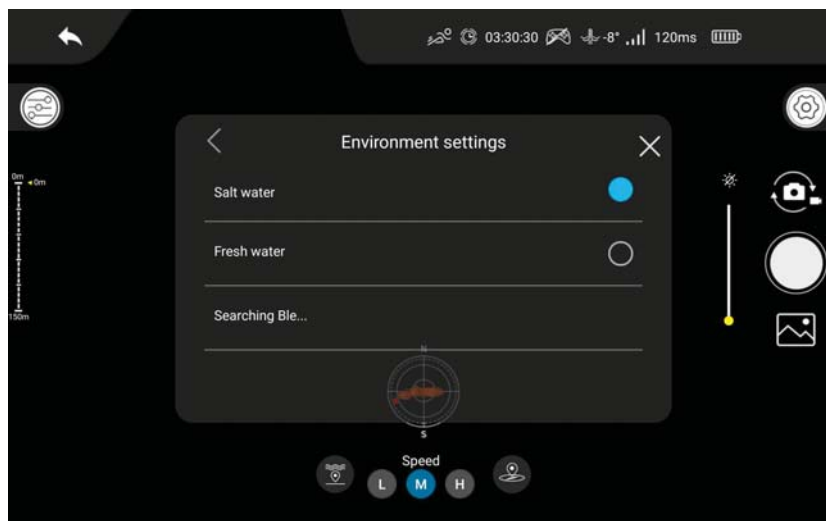 03:30:30 -8° 120ms
Environment settings
Salt water
0m 0m
Fresh water
Searching Ble...
150m
N
S
Speed
L M H